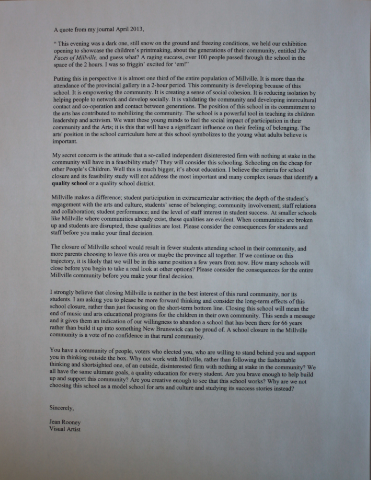 A quote from my journal April 2013,
" This evening was a dark one, still snow on the ground and freezing conditions, we held our exhibition
opening to showcase the children's printmaking, about the generations of their community, entitled The
Faces of Millville, and guess what? A raging success, over 100 people passed through the school in the
space of the 2 hours. I was so friggin' excited for 'em!"
Putting this in perspective it is almost one third of the entire population of Millville. It is more than the
attendance of the provincial gallery in a 2-hour period. This community is developing because of this
school. It is empowering the community. It is creating a sense of social cohesion. It is reducing isolation by
helping people to network and develop socially. It is validating the community and developing intercultural
contact and co-operation and contact between generations. The position of this school in its commitment to
the arts has contributed to mobilizing the community. The school is a powerful tool in teaching its children
leadership and activism. We want those young minds to feel the social impact of participation in their
community and the Arts; it is this that will have a significant influence on their feeling of belonging. The
arts' position in the school curriculum here at this school symbolizes to the young what adults believe is
important.
My secret concern is the attitude that a so-called independent disinterested firm with nothing at stake in the
community will have in a feasibility study? They will consider this schooling. Schooling on the cheap for
other People's Children. Well this is much bigger, it's about education. I believe the criteria for school
closure and its feasibility study will not address the most important and many complex issues that identify a
quality school or a quality school district.
Millville makes a difference; student participation in extracurricular activities; the depth of the student's
engagement with the arts and culture, students' sense of belonging; community involvement; staff relations
and collaboration; student performance; and the level of staff interest in student success. At smaller schools
like Millville where communities already exist, these qualities are evident. When communities are broken
up and students are disrupted, these qualities are lost. Please consider the consequences for students and
staff before you make your final decision.
The closure of Millville school would result in fewer students attending school in their community, and
more parents choosing to leave this area or maybe the province all together. If we continue on this
trajectory, it is likely that we will be in this same position a few years from now. How many schools will
close before you begin to take a real look at other options? Please consider the consequences for the entire
Millville community before you make your final decision.
I strongly believe that closing Millville is neither in the best interest of this rural community, nor its
students. I am asking you to please be more forward thinking and consider the long-term effects of this
school closure, rather than just focusing on the short-term bottom line. Closing this school will mean the
end of music and arts educational programs for the children in their own community. This sends a message
and it gives them an indication of our willingness to abandon a school that has been there for 66 years
rather than build it up into something New Brunswick can be proud of. A school closure in the Millville
community is a vote of no confidence in that rural community.
You have a community of people, voters who elected you, who are willing to stand behind you and support
you in thinking outside the box. Why not work with Millville, rather than following the fashionable
thinking and shortsighted one, of an outside, disinterested firm with nothing at stake in the community? We
all have the same ultimate goals, a quality education for every student. Are you brave enough to help build
up and support this community? Are you creative enough to see that this school works? Why are we not
choosing this school as a model school for arts and culture and studying its success stories instead?
Sincerely,
Jean Rooney
Visual Artist